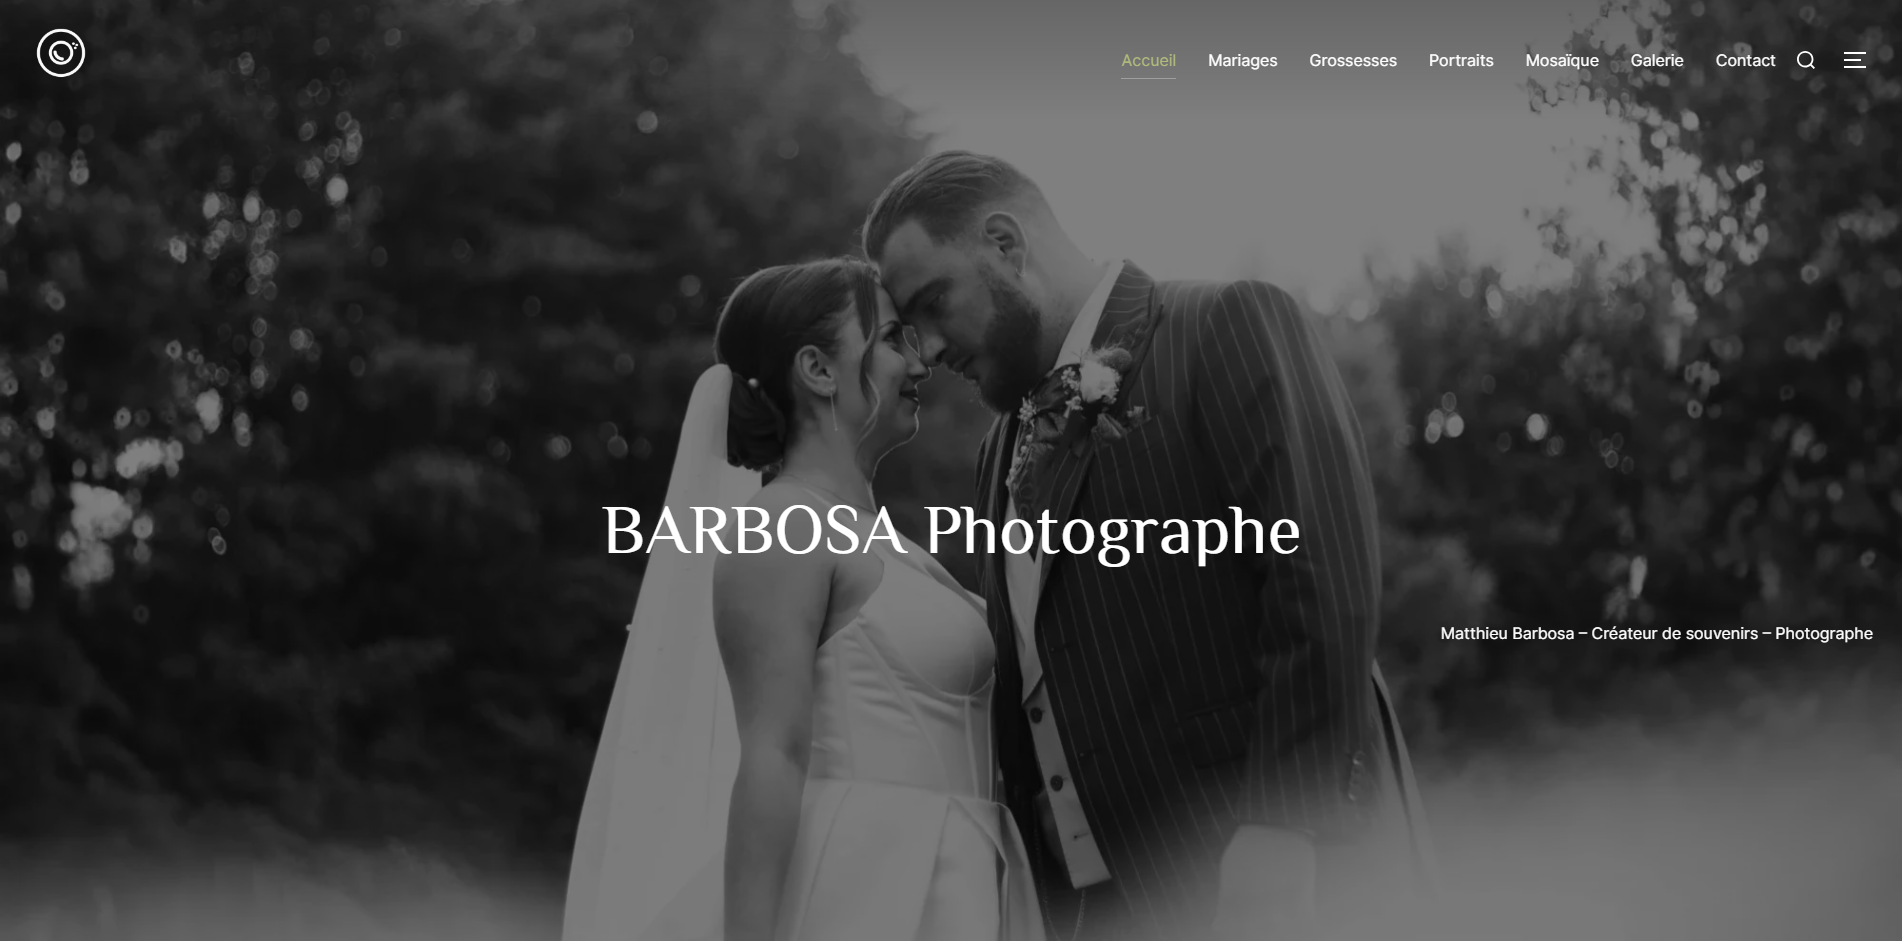 Accueil Mariages Grossesses Portraits Mosaïque Galerie Contact
BARBOSA Photographe
Matthieu Barbosa – Créateur de souvenirs – Photographe